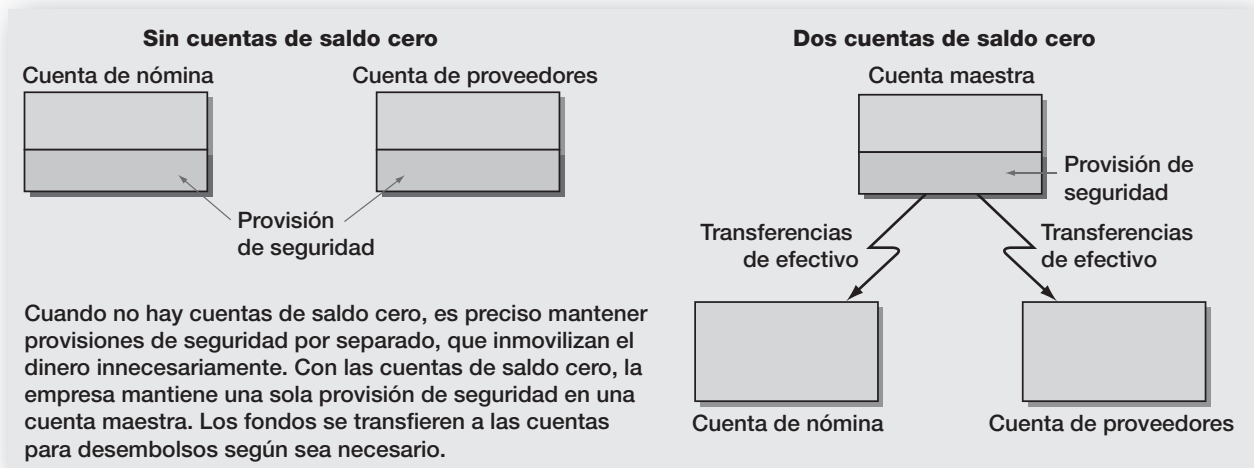 Sin cuentas de saldo cero
Cuenta de nómina
Cuenta de proveedores
Provisión
de seguridad
Cuando no hay cuentas de saldo cero, es preciso mantener
provisiones de seguridad por separado, que inmovilizan el
dinero innecesariamente. Con las cuentas de saldo cero, la
empresa mantiene una sola provisión de seguridad en una
cuenta maestra. Los fondos se transfieren a las cuentas
para desembolsos según sea necesario.
Dos cuentas de saldo cero
Cuenta maestra
Provisión de
seguridad
Transferencias
de efectivo
Transferencias
de efectivo
Cuenta de nómina
Cuenta de proveedores